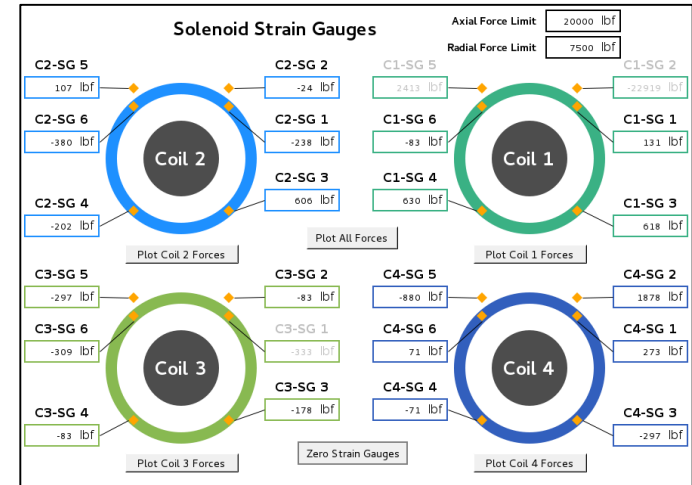 Solenoid Strain Gauges
Axial Force Limit 20000 lbf
Radial Force Limit 7500 lbf
C2-SG 5 C2-SG 2 C1-SG 5 C1-SG 2
107 lbf -24 lbf 2413 lbf -22919 lbf
C2-SG 6 C2-SG 1 C1-SG 6 C1-SG 1
-380 lbf -238 lbf -83 lbf 131 lbf
Coil 2 Coil 1
C2-SG 4 C2-SG 3 C1-SG 4 C1-SG 3
-202 lbf 606 lbf 630 lbf 618 lbf
Plot All Forces
Plot Coil 2 Forces Plot Coil 1 Forces
C3-SG 5 C3-SG 2 C4-SG 5 C4-SG 2
-297 lbf -83 lbf -880 lbf 1878 lbf
C3-SG 6 C3-SG 1 C4-SG 6 C4-SG 1
-309 lbf -333 lbf 71 lbf 273 lbf
Coil 3 Coil 4
C3-SG 4 C3-SG 3 C4-SG 4 C4-SG 3
-83 lbf -178 lbf -71 lbf -297 lbf
Zero Strain Gauges
Plot Coil 3 Forces Plot Coil 4 Forces